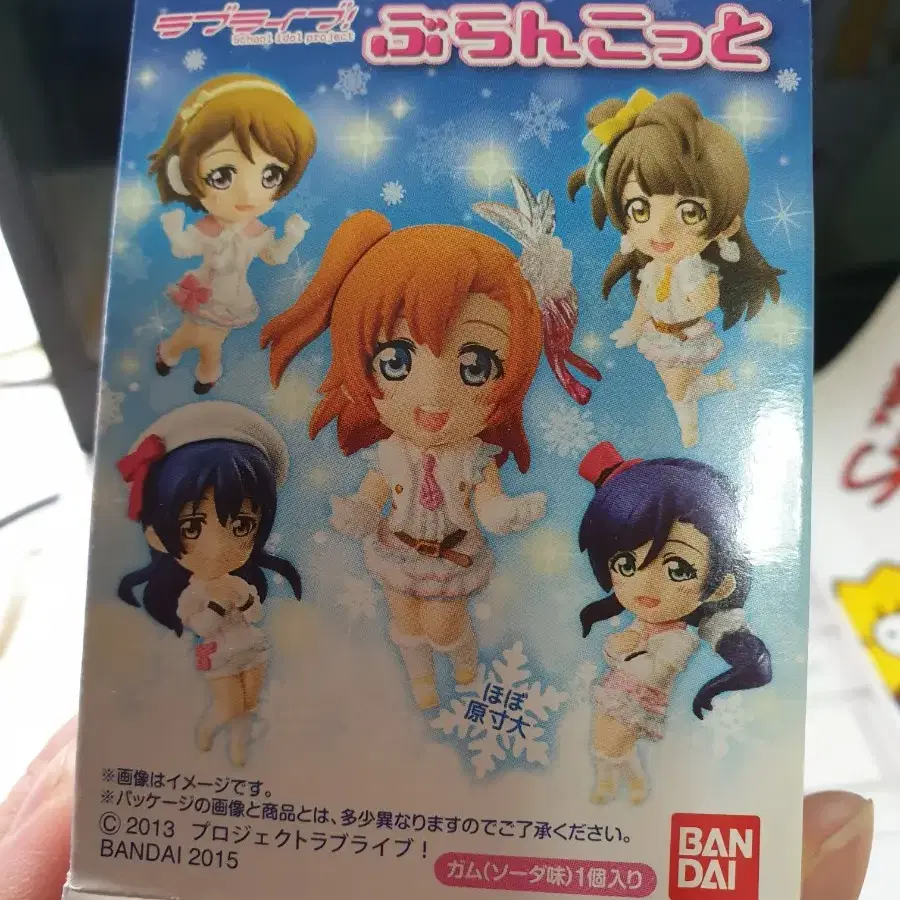 ラブライブ!
School idol project
ぷらんこっと
ほぼ
原寸大
※画像はイメージです。
※パッケージの画像と商品とは、多少異なりますのでご了承ください。
© 2013 プロジェクトラブライブ!
BANDAI 2015
ガム(ソーダ味)1個入り
BAN
DAI